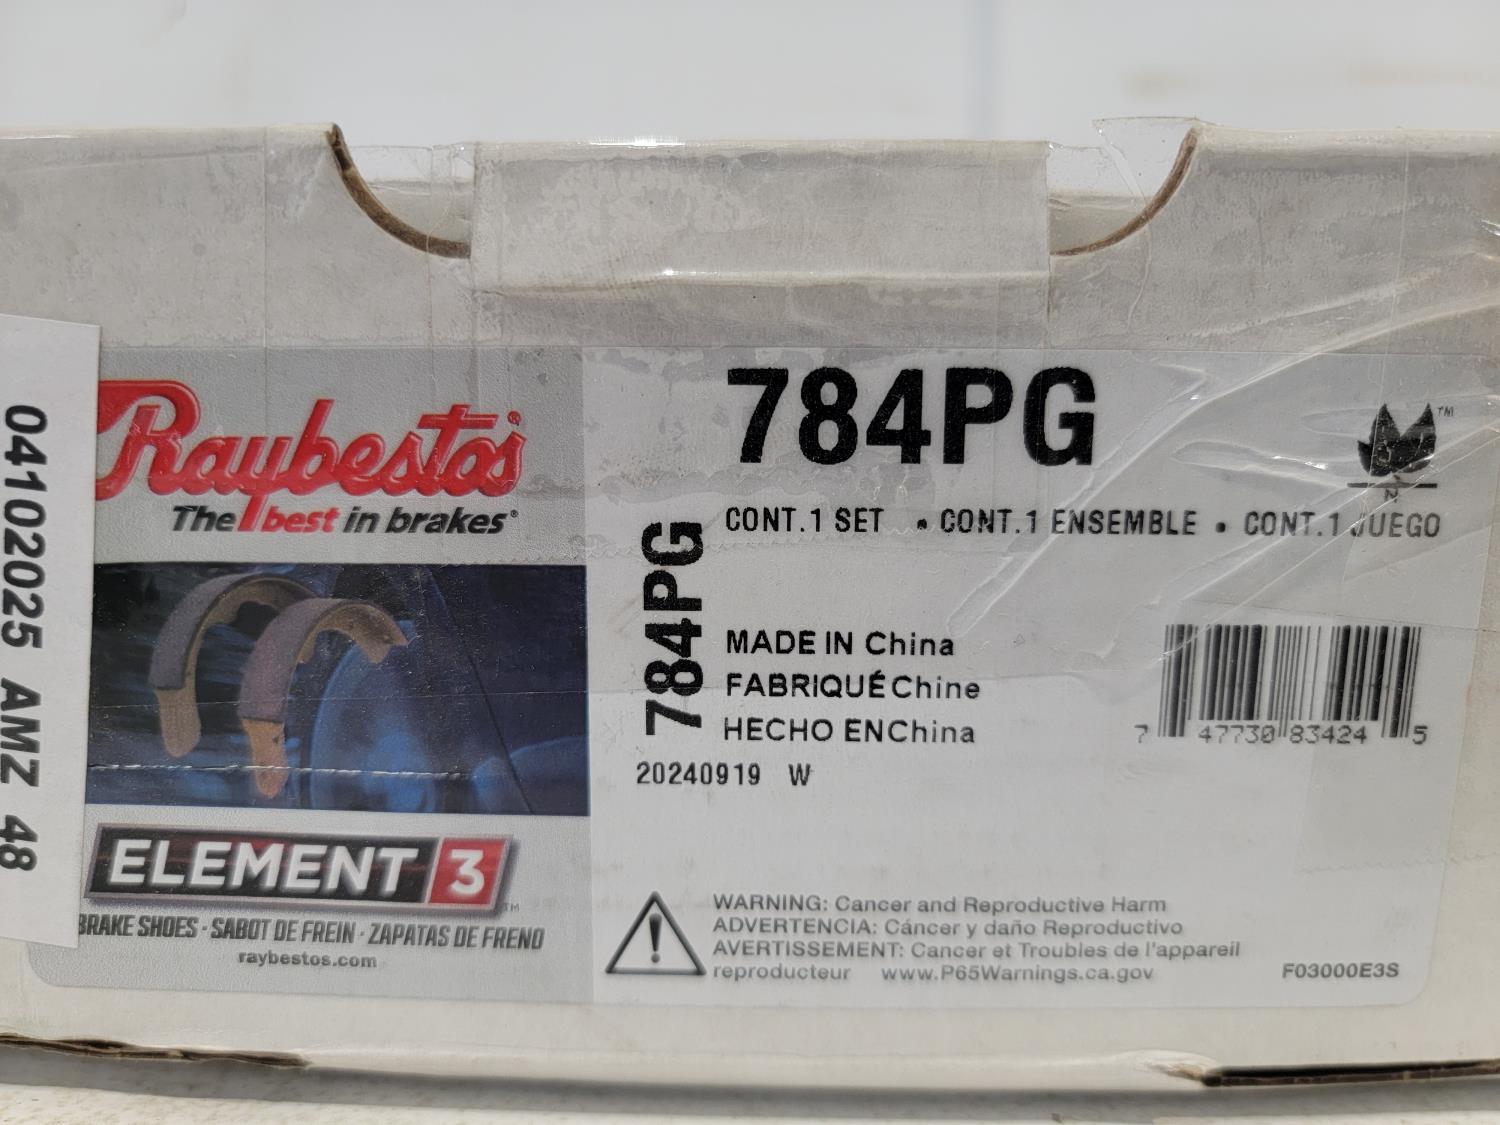 04102025 AMZ 48
Raybestos®
The best in brakes®
ELEMENT 3™
BRAKE SHOES · SABOT DE FREIN · ZAPATAS DE FRENO
raybestos.com
784PG
784PG
CONT.1 SET • CONT.1 ENSEMBLE • CONT.1 JUEGO
MADE IN China
FABRIQUÉ Chine
HECHO ENChina
20240919 W
™
N
7 47730 83424 5
WARNING: Cancer and Reproductive Harm
ADVERTENCIA: Cáncer y daño Reproductivo
AVERTISSEMENT: Cancer et Troubles de l'appareil
reproducteur www.P65Warnings.ca.gov
F03000E3S